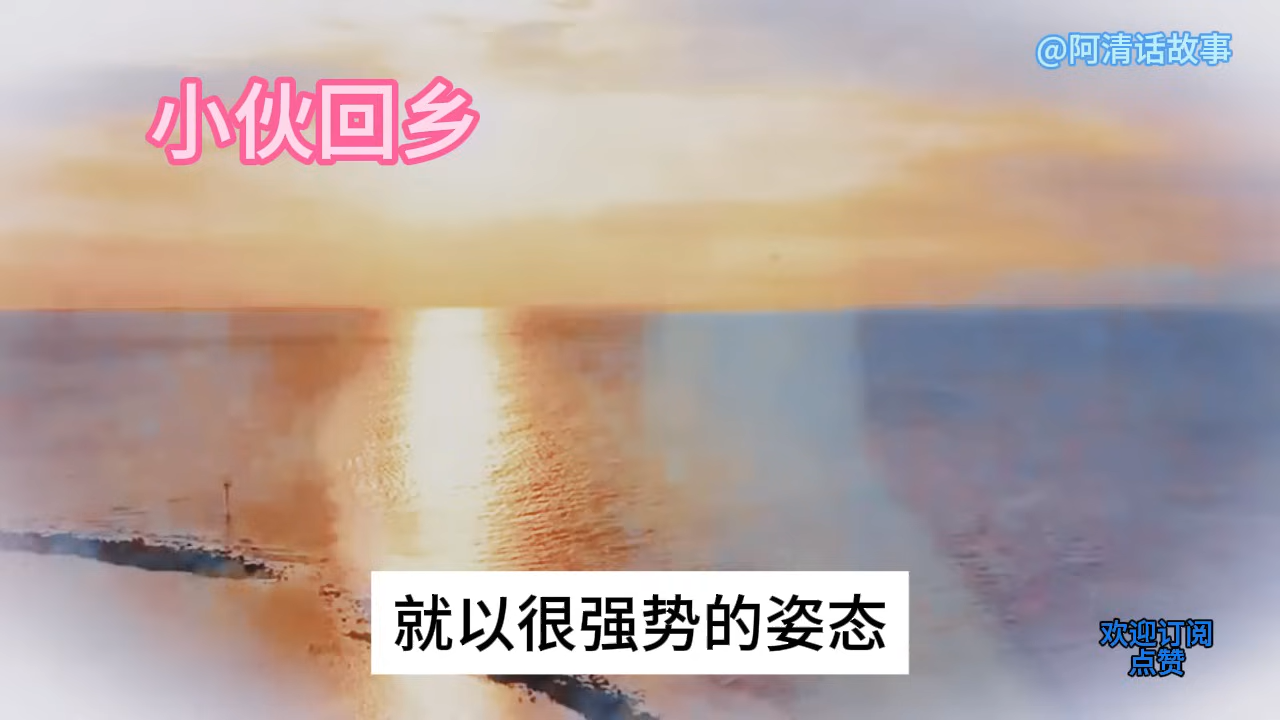 @阿清话故事
小伙回乡
就以很强势的姿态
欢迎订阅
点赞